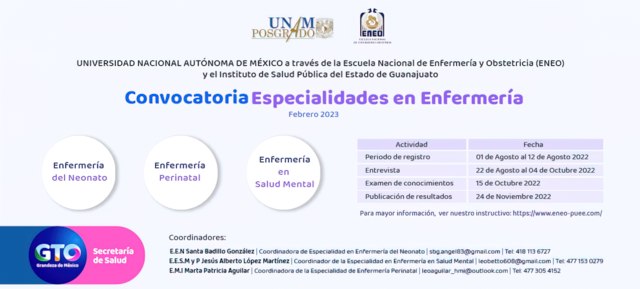 UNAM
POSGRADO
ENEO
UNIVERSIDAD NACIONAL AUTÓNOMA DE MÉXICO a través de la Escuela Nacional de Enfermería y Obstetricia (ENEO)
y el Instituto de Salud Pública del Estado de Guanajuato
Convocatoria Especialidades en Enfermería
Febrero 2023
Enfermería
del Neonato
Enfermería
Perinatal
Enfermería
en
Salud Mental
Actividad Fecha
Periodo de registro 01 de Agosto al 12 de Agosto 2022
Entrevista 22 de Agosto al 04 de Octubre 2022
Examen de conocimientos 15 de Octubre 2022
Publicación de resultados 24 de Noviembre 2022
Para mayor información, ver nuestro instructivo: https://www.eneo-puee.com/
GTO
Grandeza de México
Secretaría
de Salud
Coordinadores:
E.E.N Santa Badillo González | Coordinadora de Especialidad en Enfermería del Neonato | sbg.angel83@gmail.com | Tel: 418 113 6727
E.E.S.M y P Jesús Alberto López Martínez | Coordinador de la Especialidad en Enfermería en Salud Mental | leobetto608@gmail.com | Tel: 477 153 0279
E.M.I Marta Patricia Aguilar | Coordinadora de la Especialidad de Enfermería Perinatal | leoaguilar_hmi@outlook.com | Tel: 477 305 4152